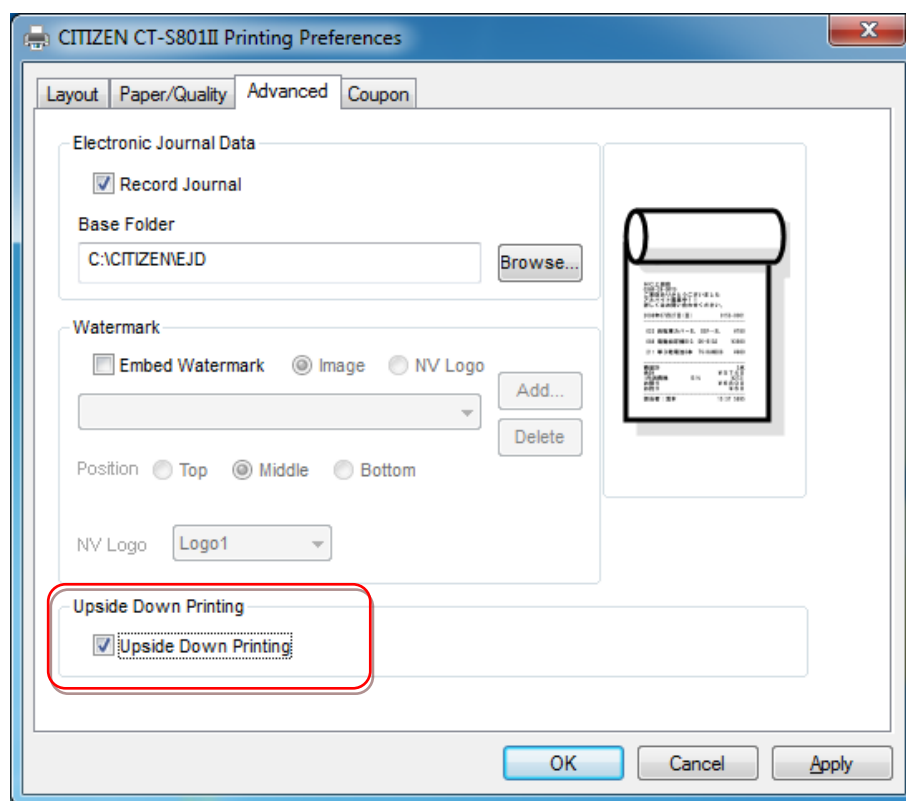 CITIZEN CT-S801II Printing Preferences
Layout Paper/Quality Advanced Coupon
Electronic Journal Data
Record Journal
Base Folder
C:\CITIZEN\EJD Browse...
Watermark
Embed Watermark Image NV Logo
Add...
Delete
Position Top Middle Bottom
NV Logo Logo1
Upside Down Printing
Upside Down Printing
OK Cancel Apply